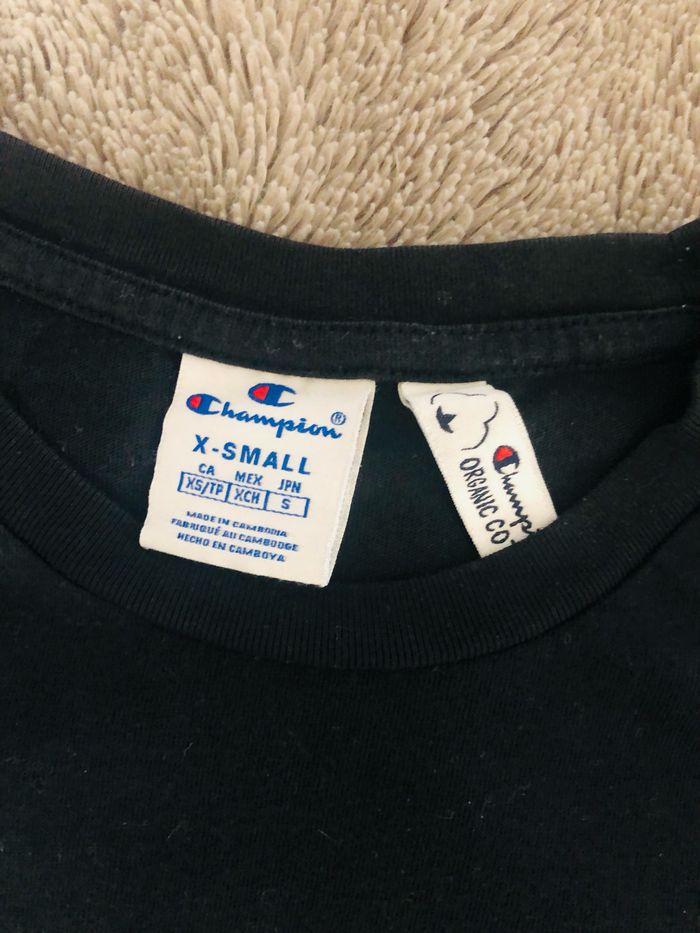 Champion®
X-SMALL
CA MEX JPN
XS/TP XCH S
MADE IN CAMBODIA
FABRIQUÉ AU CAMBODGE
HECHO EN CAMBOYA
Champi
ORGANIC CO